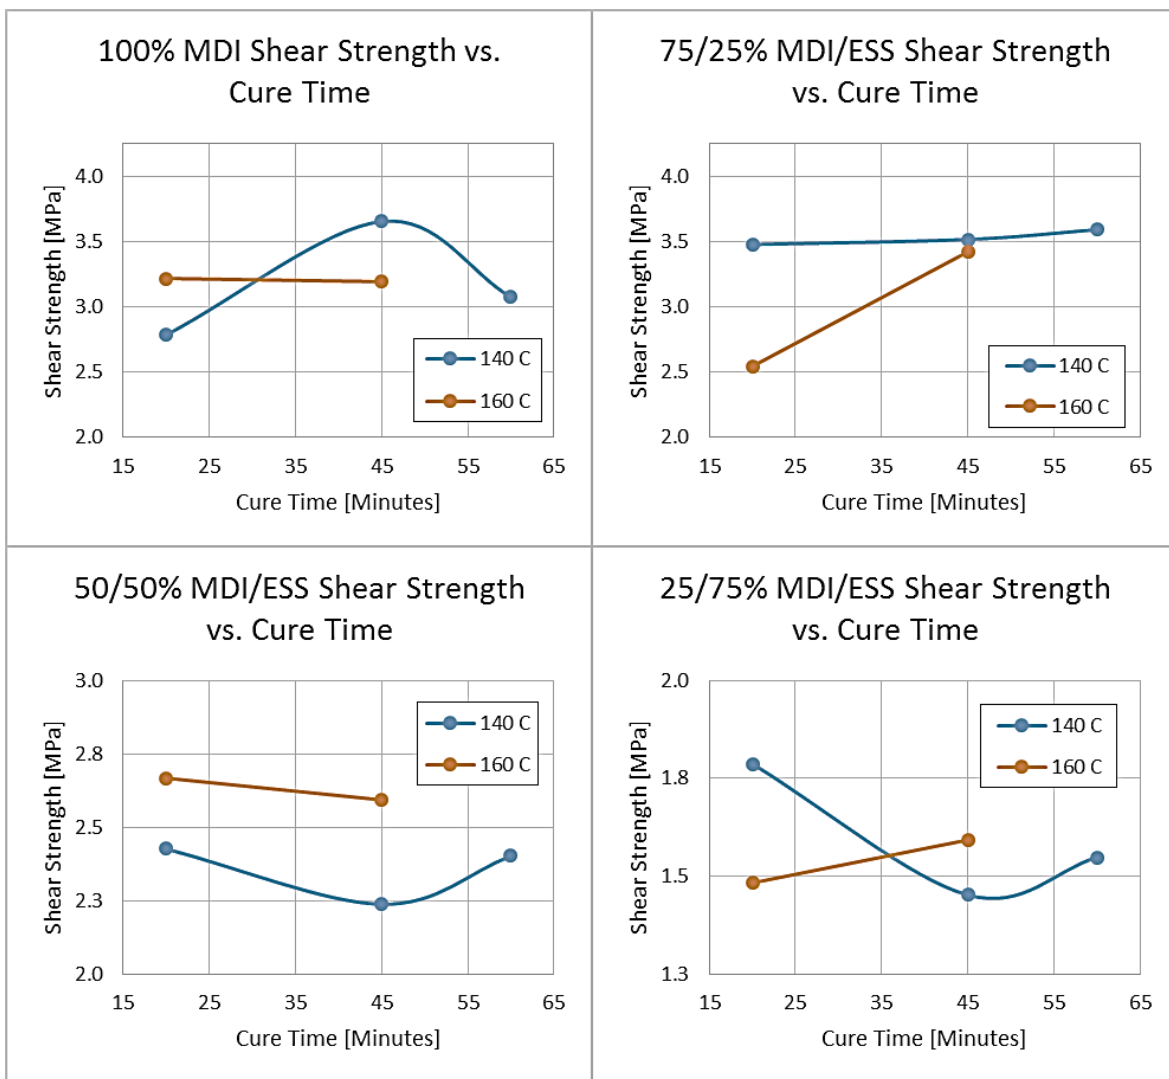 100% MDI Shear Strength vs.
Cure Time
Shear Strength [MPa]
4.0
3.5
3.0
2.5
2.0
140 C
160 C
15 25 35 45 55 65
Cure Time [Minutes]
75/25% MDI/ESS Shear Strength
vs. Cure Time
Shear Strength [MPa]
4.0
3.5
3.0
2.5
2.0
140 C
160 C
15 25 35 45 55 65
Cure Time [Minutes]
50/50% MDI/ESS Shear Strength
vs. Cure Time
Shear Strength [MPa]
3.0
2.8
2.5
2.3
2.0
140 C
160 C
15 25 35 45 55 65
Cure Time [Minutes]
25/75% MDI/ESS Shear Strength
vs. Cure Time
Shear Strength [MPa]
2.0
1.8
1.5
1.3
140 C
160 C
15 25 35 45 55 65
Cure Time [Minutes]